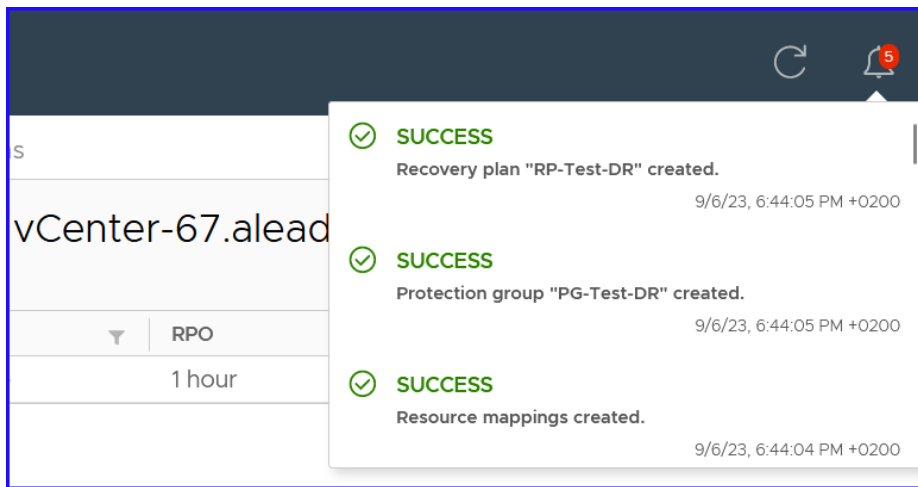 5
SUCCESS
Recovery plan "RP-Test-DR" created.
9/6/23, 6:44:05 PM +0200
SUCCESS
Protection group "PG-Test-DR" created.
9/6/23, 6:44:05 PM +0200
SUCCESS
Resource mappings created.
9/6/23, 6:44:04 PM +0200
vCenter-67.alead
RPO
1 hour